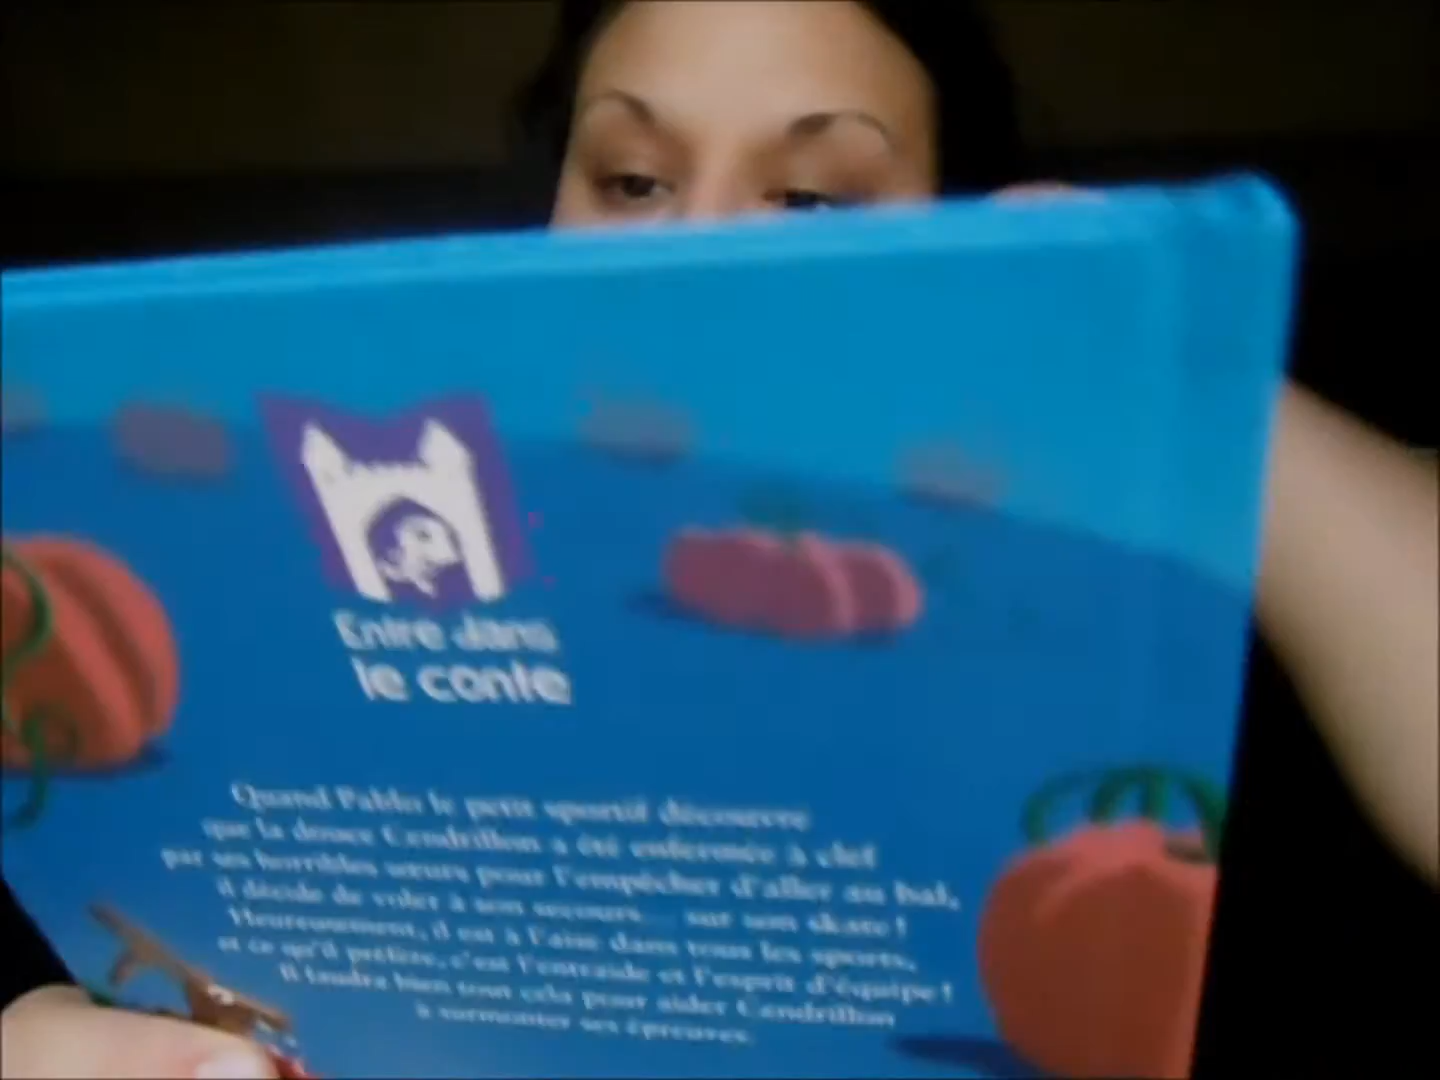 Entre dans
le conte
Quand Pablo le petit sportif découvre
que la douce Cendrillon a été enfermée à clef
par ses horribles sœurs pour l'empêcher d'aller au bal,
il décide de voler à son secours... sur son skate !
Heureusement, il est à l'aise dans tous les sports,
et ce qu'il préfère, c'est l'entraide et l'esprit d'équipe !
Il faudra bien tout cela pour aider Cendrillon
à surmonter ses épreuves.